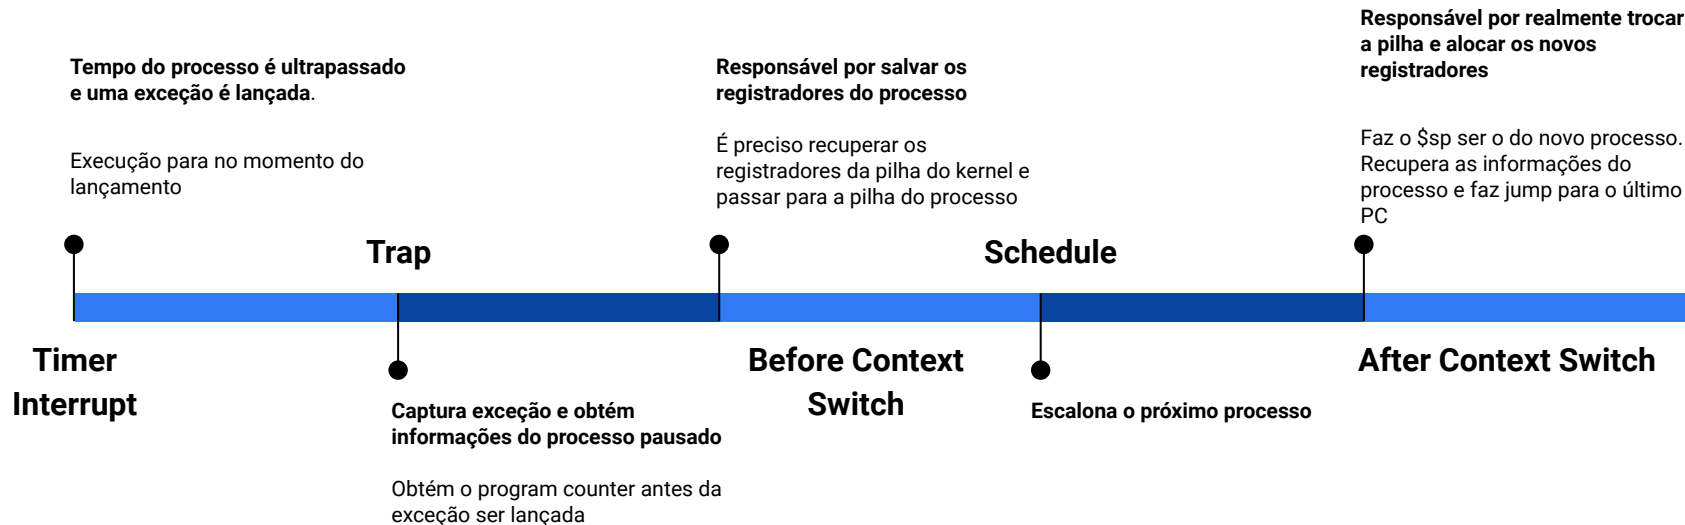 Tempo do processo é ultrapassado
e uma exceção é lançada.
Execução para no momento do
lançamento
Timer
Interrupt
Trap
Captura exceção e obtém
informações do processo pausado
Obtém o program counter antes da
exceção ser lançada
Responsável por salvar os
registradores do processo
É preciso recuperar os
registradores da pilha do kernel e
passar para a pilha do processo
Before Context
Switch
Schedule
Escalona o próximo processo
Responsável por realmente trocar
a pilha e alocar os novos
registradores
Faz o $sp ser o do novo processo.
Recupera as informações do
processo e faz jump para o último
PC
After Context Switch